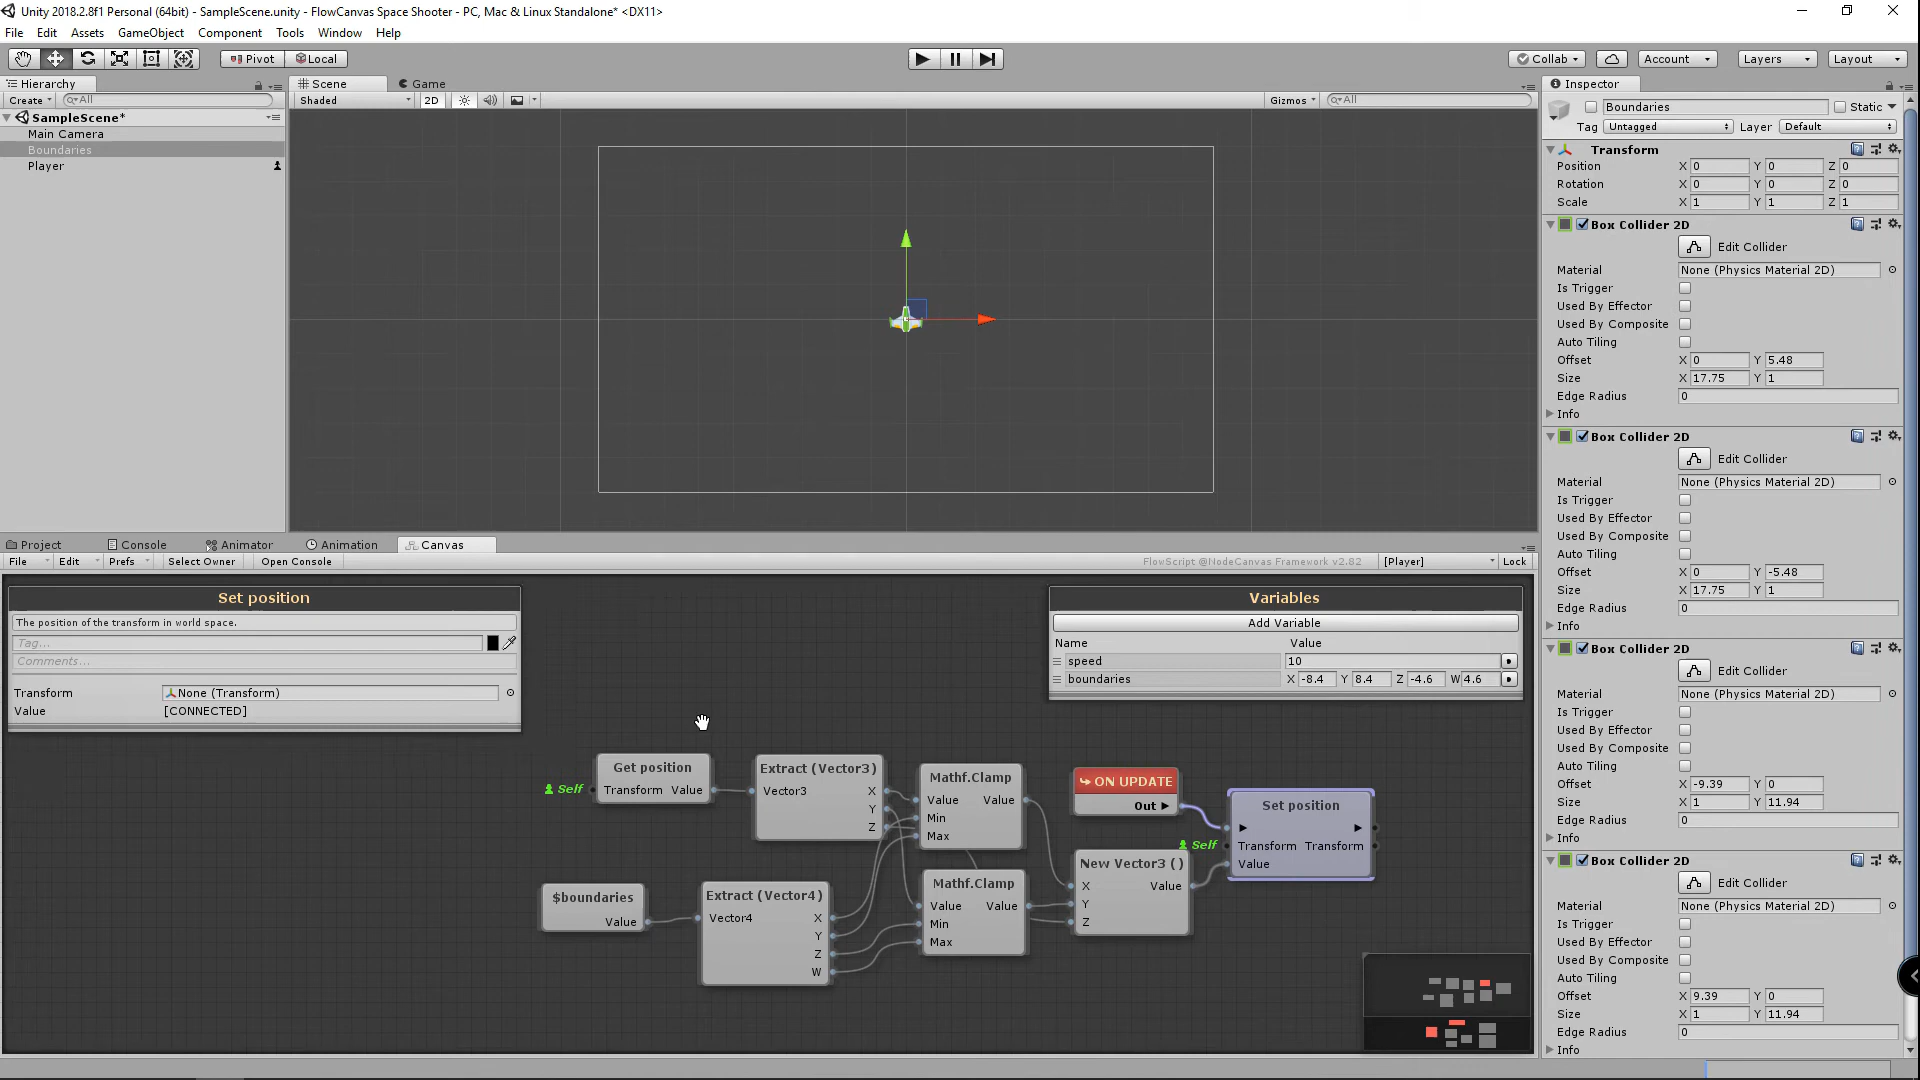 Unity 2018.2.8f1 Personal (64bit) - SampleScene.unity - FlowCanvas Space Shooter - PC, Mac & Linux Standalone* <DX11>
File Edit Assets GameObject Component Tools Window Help
Pivot Local Collab Account Layers Layout
Hierarchy
Create All
SampleScene*
Main Camera
Boundaries
Player
Scene Game
Shaded 2D Gizmos All
Project Console Animator Animation Canvas
File Edit Prefs Select Owner Open Console FlowScript @NodeCanvas Framework v2.82 [Player] Lock
Set position
The position of the transform in world space.
Tag...
Comments...
Transform None (Transform)
Value [CONNECTED]
Variables
Add Variable
Name Value
speed 10
boundaries X -8.4 Y 8.4 Z -4.6 W 4.6
Get position
Self Transform Value
Extract (Vector3)
Vector3 X
Y
Z
Mathf.Clamp
Value Value
Min
Max
ON UPDATE
Out
Set position
Self Transform Transform
Value
$boundaries
Value
Extract (Vector4)
Vector4 X
Y
Z
W
Mathf.Clamp
Value Value
Min
Max
New Vector3 ()
X Value
Y
Z
Inspector
Boundaries Static
Tag Untagged Layer Default
Transform
Position X 0 Y 0 Z 0
Rotation X 0 Y 0 Z 0
Scale X 1 Y 1 Z 1
Box Collider 2D
Edit Collider
Material None (Physics Material 2D)
Is Trigger
Used By Effector
Used By Composite
Auto Tiling
Offset X 0 Y 5.48
Size X 17.75 Y 1
Edge Radius 0
Info
Box Collider 2D
Edit Collider
Material None (Physics Material 2D)
Is Trigger
Used By Effector
Used By Composite
Auto Tiling
Offset X 0 Y -5.48
Size X 17.75 Y 1
Edge Radius 0
Info
Box Collider 2D
Edit Collider
Material None (Physics Material 2D)
Is Trigger
Used By Effector
Used By Composite
Auto Tiling
Offset X -9.39 Y 0
Size X 1 Y 11.94
Edge Radius 0
Info
Box Collider 2D
Edit Collider
Material None (Physics Material 2D)
Is Trigger
Used By Effector
Used By Composite
Auto Tiling
Offset X 9.39 Y 0
Size X 1 Y 11.94
Edge Radius 0
Info